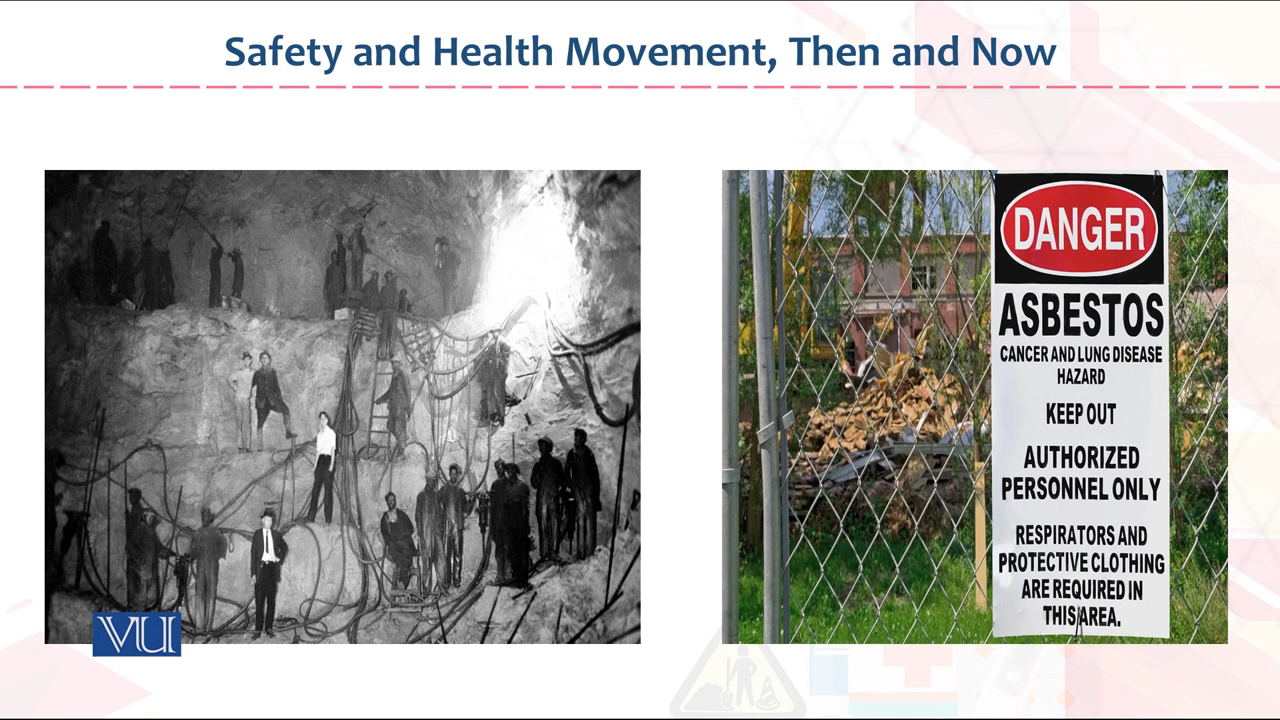 Safety and Health Movement, Then and Now
DANGER
ASBESTOS
CANCER AND LUNG DISEASE
HAZARD
KEEP OUT
AUTHORIZED
PERSONNEL ONLY
RESPIRATORS AND
PROTECTIVE CLOTHING
ARE REQUIRED IN
THIS AREA.
VU